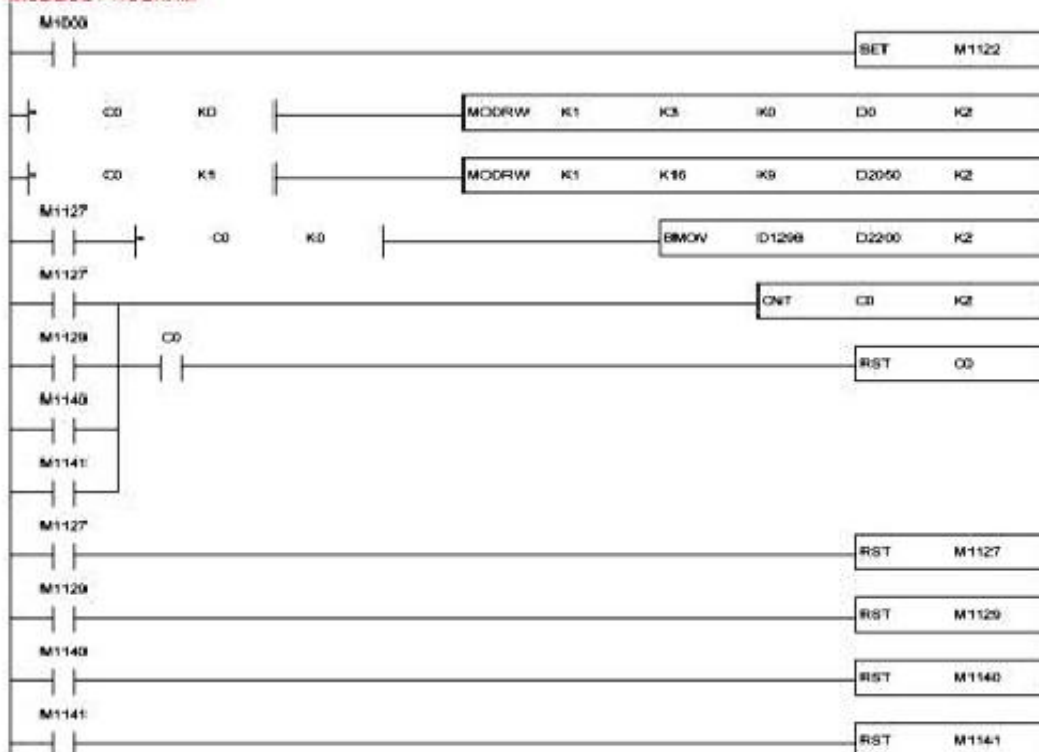 M1000
SET M1122
= C0 K0 MODRW K1 K3 K0 D0 K2
= C0 K1 MODRW K1 K16 K9 D2050 K2
M1127
= C0 K0 BMOV D1296 D2200 K2
M1127
CNT C0 K2
M1129 C0
RST C0
M1140
M1141
M1127
RST M1127
M1129
RST M1129
M1140
RST M1140
M1141
RST M1141